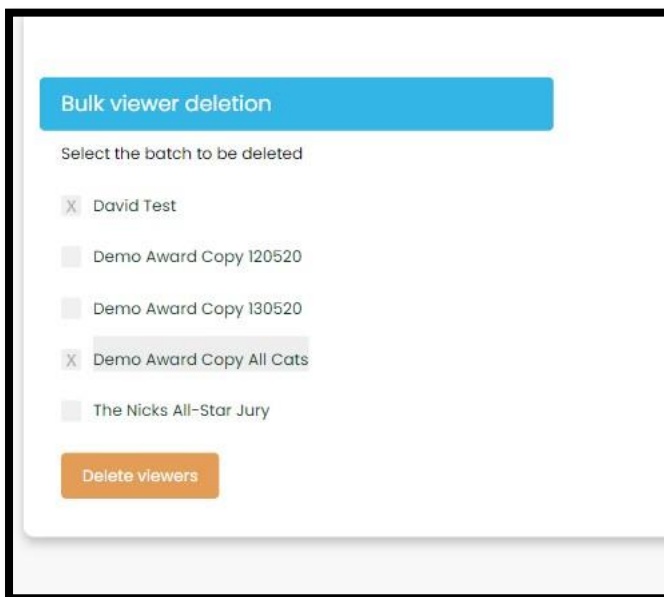 Bulk viewer deletion
Select the batch to be deleted
X David Test
Demo Award Copy 120520
Demo Award Copy 130520
X Demo Award Copy All Cats
The Nicks All-Star Jury
Delete viewers